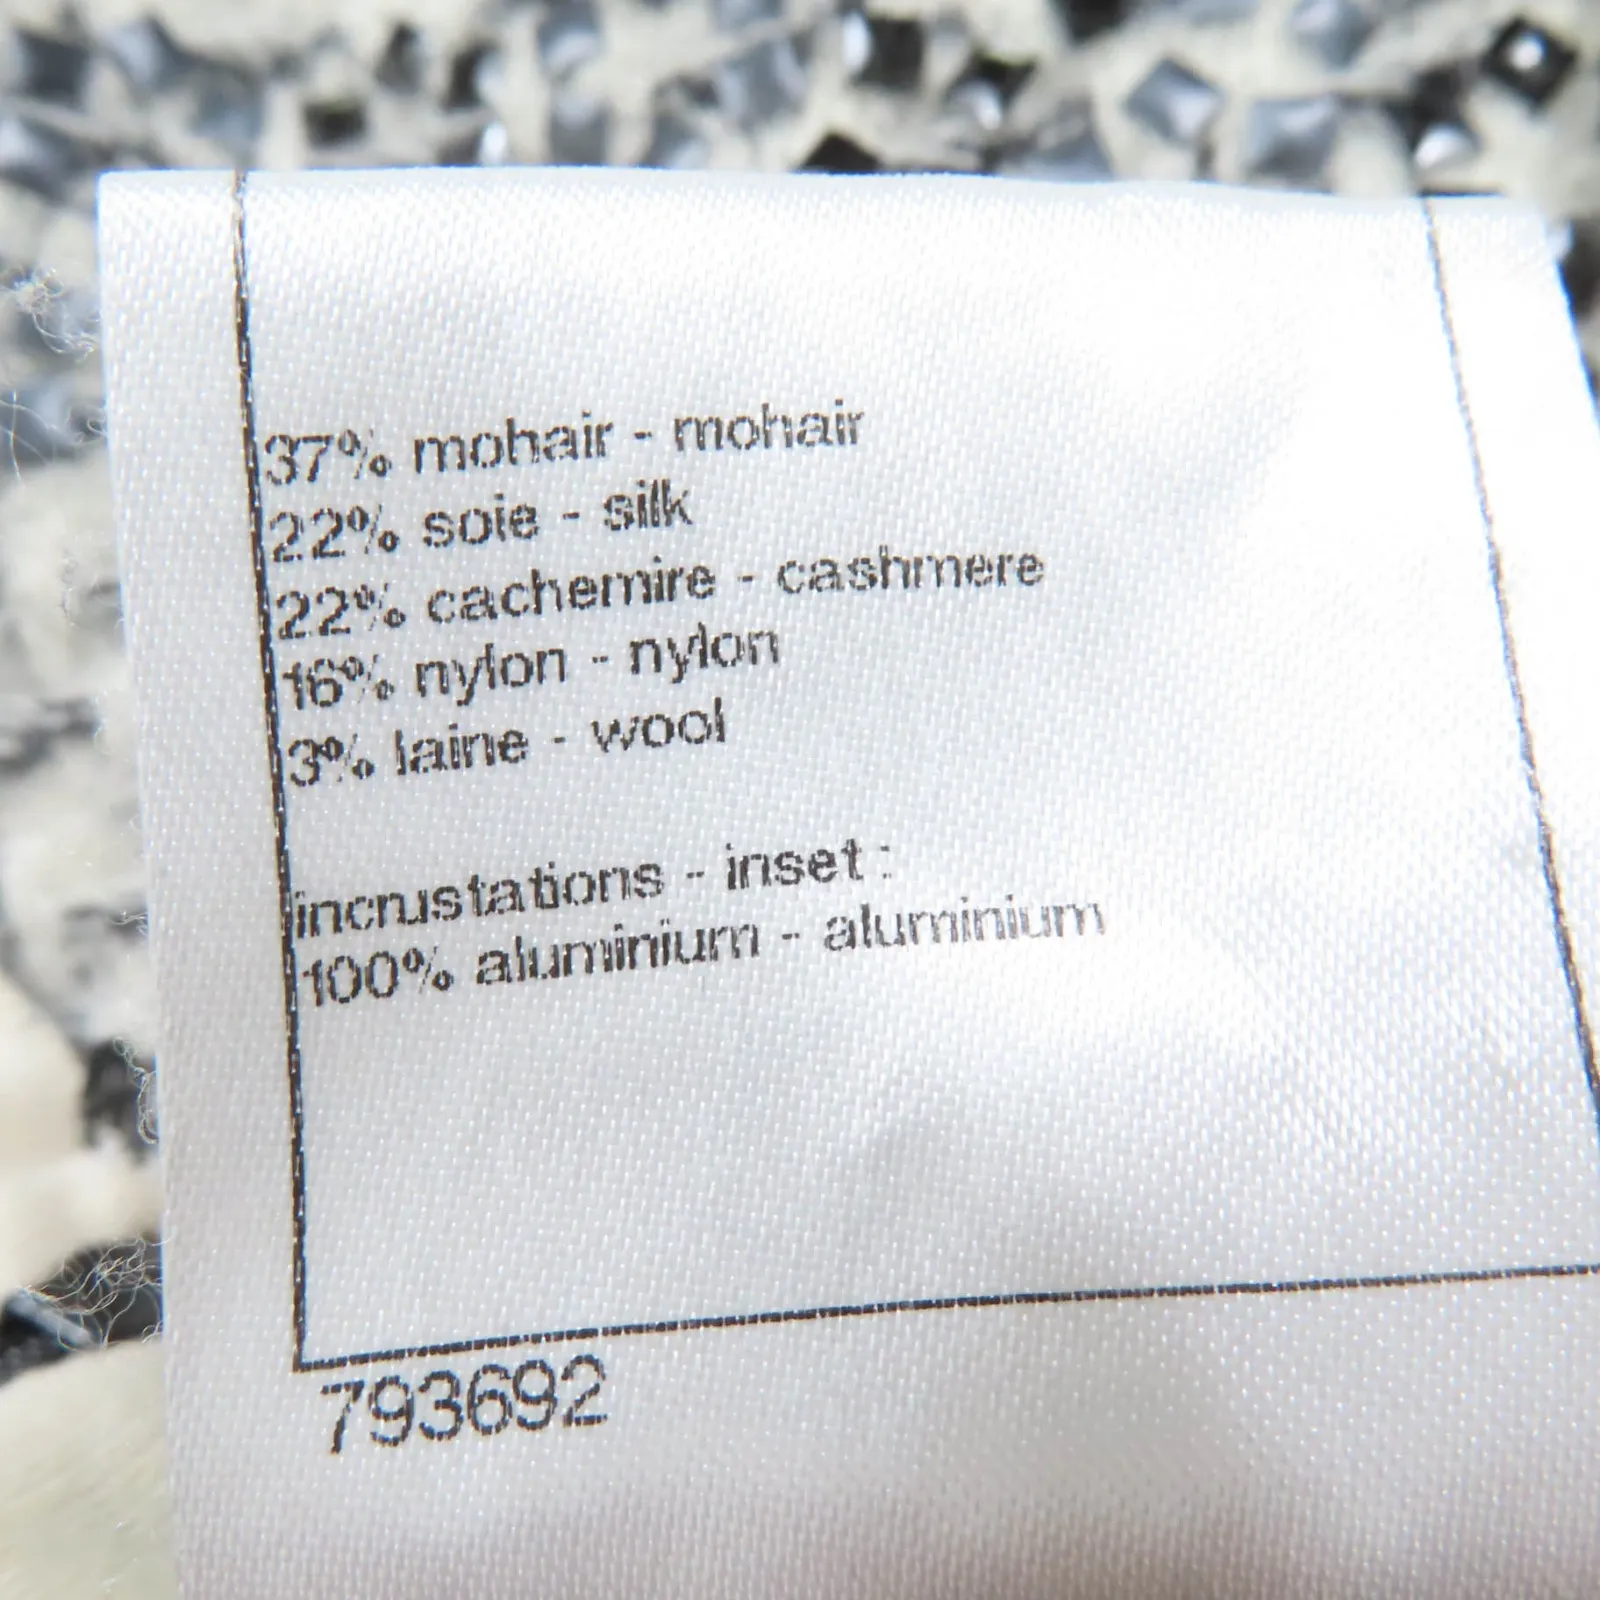 37% mohair - mohair
22% soie - silk
22% cachemire - cashmere
16% nylon - nylon
3% laine - wool
incrustations - inset :
100% aluminium - aluminium
793692